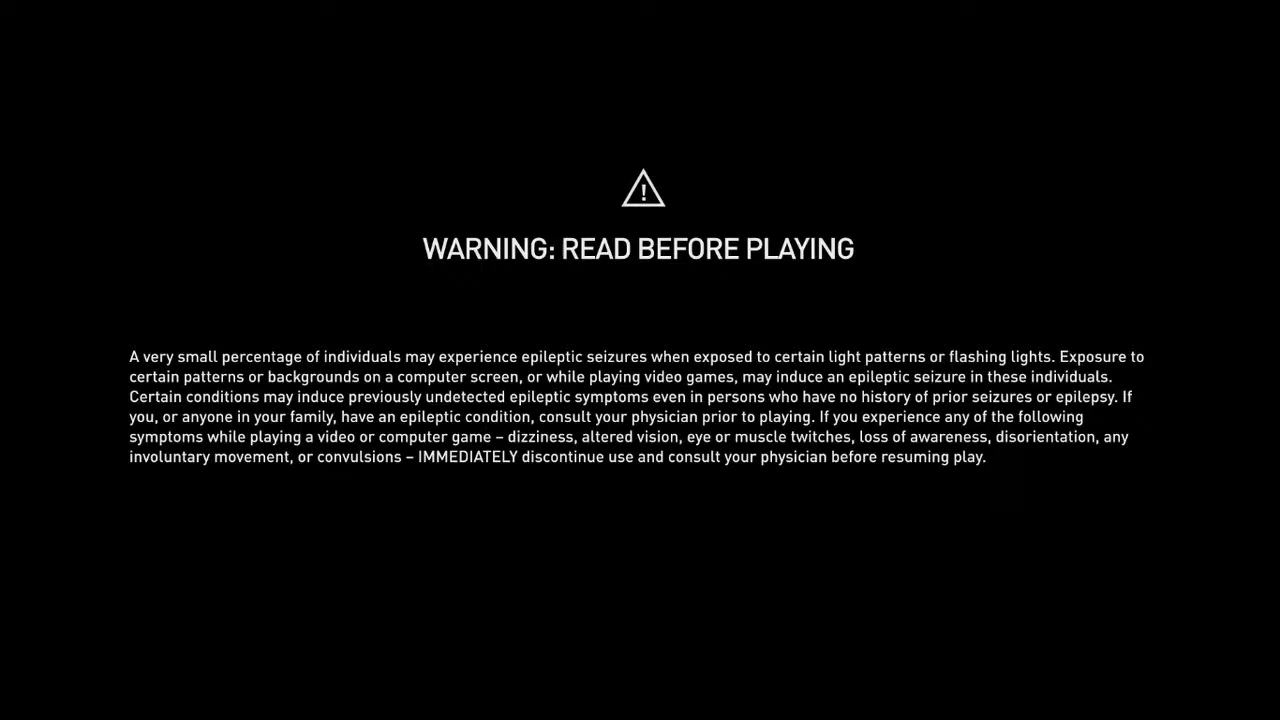 WARNING: READ BEFORE PLAYING
A very small percentage of individuals may experience epileptic seizures when exposed to certain light patterns or flashing lights. Exposure to
certain patterns or backgrounds on a computer screen, or while playing video games, may induce an epileptic seizure in these individuals.
Certain conditions may induce previously undetected epileptic symptoms even in persons who have no history of prior seizures or epilepsy. If
you, or anyone in your family, have an epileptic condition, consult your physician prior to playing. If you experience any of the following
symptoms while playing a video or computer game – dizziness, altered vision, eye or muscle twitches, loss of awareness, disorientation, any
involuntary movement, or convulsions – IMMEDIATELY discontinue use and consult your physician before resuming play.